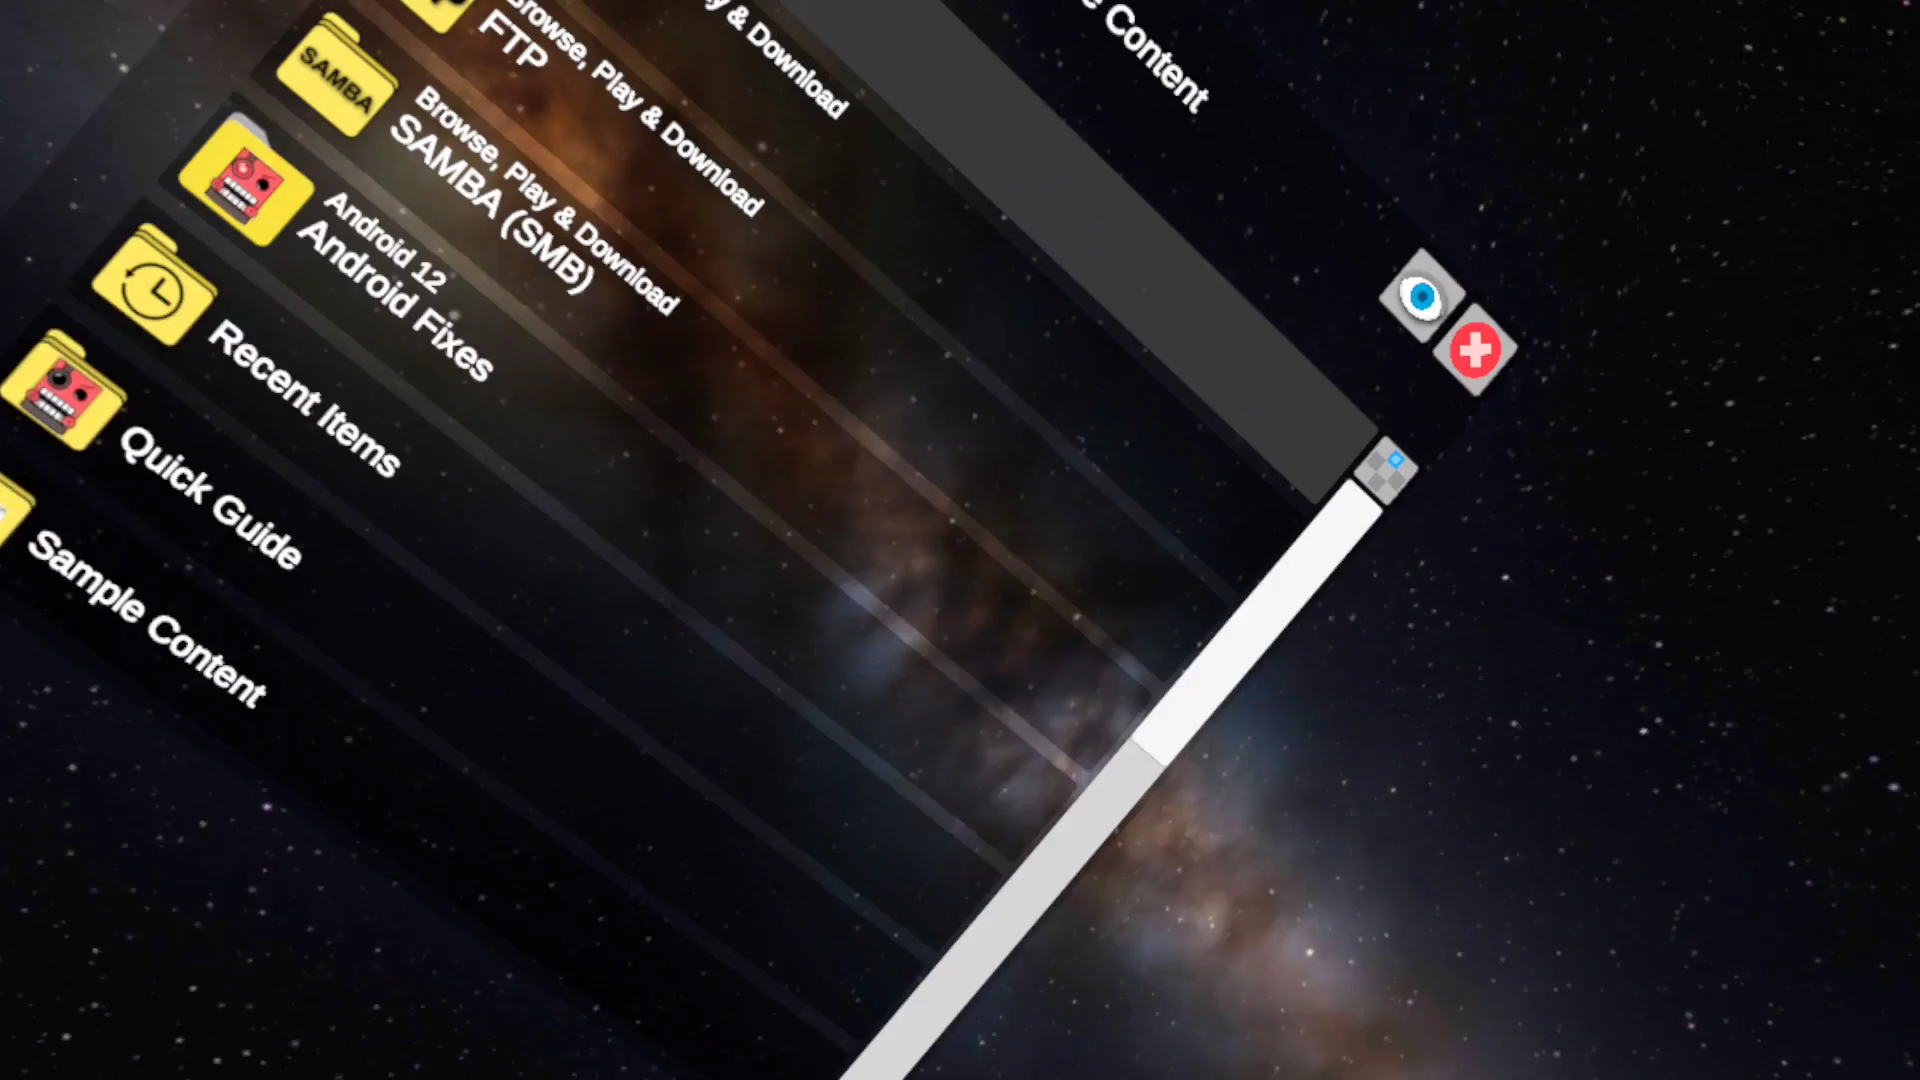 Content
& Download
Browse, Play & Download
FTP
SAMBA
Browse, Play & Download
SAMBA (SMB)
Android 12
Android Fixes
Recent Items
Quick Guide
Sample Content